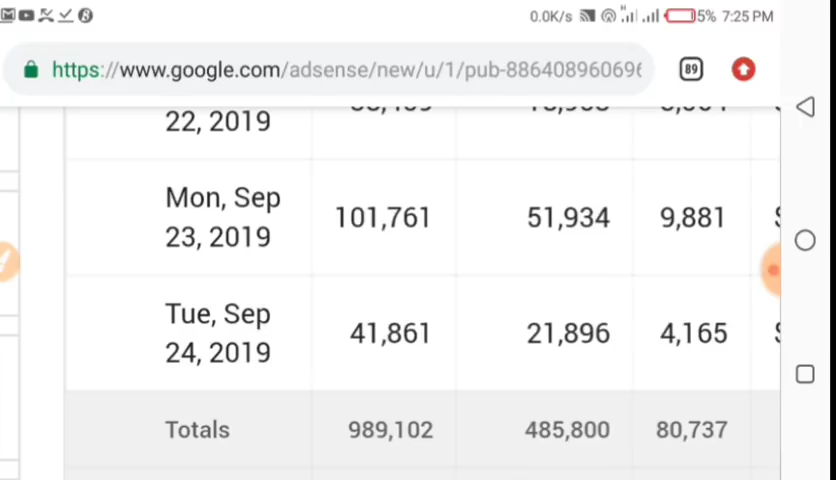 0.0K/s H 5% 7:25 PM
https://www.google.com/adsense/new/u/1/pub-88640896069 89
22, 2019
Mon, Sep
23, 2019 101,761 51,934 9,881
Tue, Sep
24, 2019 41,861 21,896 4,165
Totals 989,102 485,800 80,737